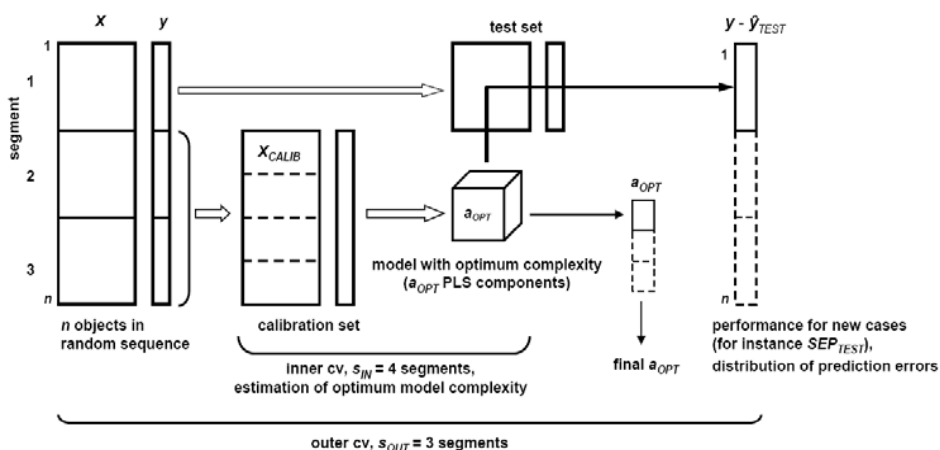 X
y
test set
y - ŷTEST
1
1
segment
2
3
n
XCALIB
aOPT
aOPT
1
n
model with optimum complexity
(aOPT PLS components)
n objects in
random sequence
calibration set
final aOPT
performance for new cases
(for instance SEPTEST),
distribution of prediction errors
inner cv, sIN = 4 segments,
estimation of optimum model complexity
outer cv, sOUT = 3 segments